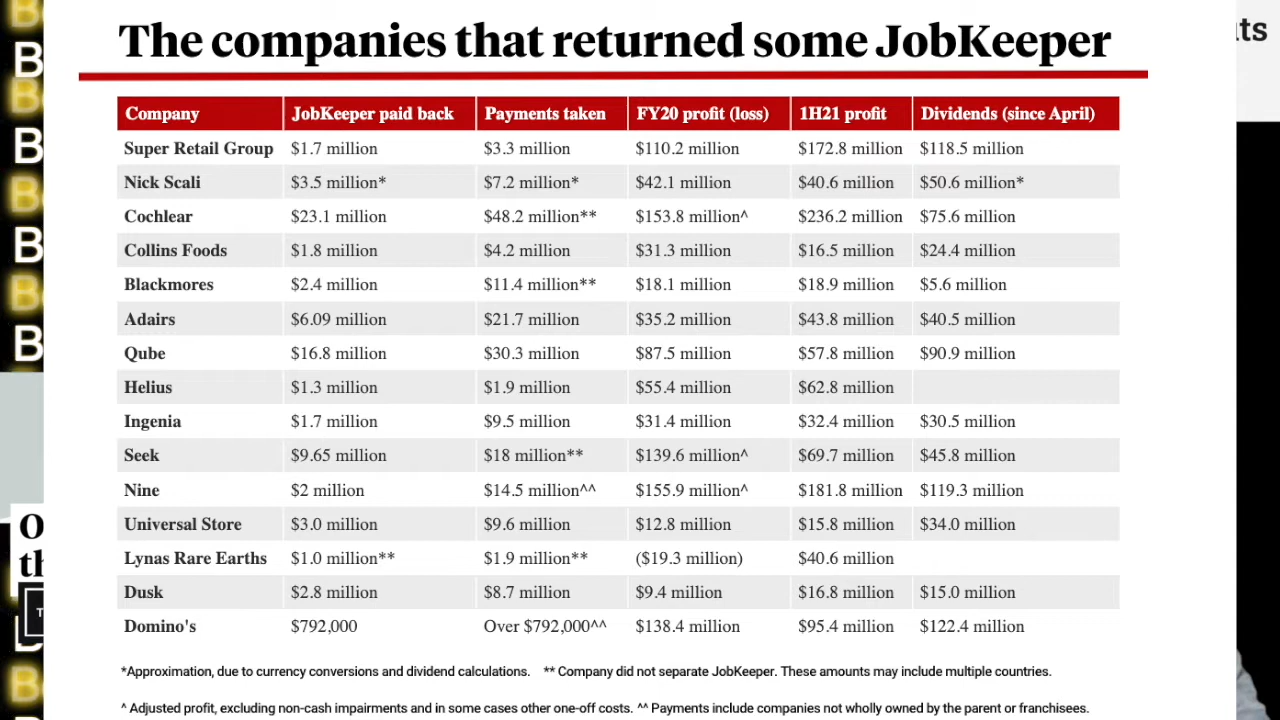 The companies that returned some JobKeeper
Company JobKeeper paid back Payments taken FY20 profit (loss) 1H21 profit Dividends (since April)
Super Retail Group $1.7 million $3.3 million $110.2 million $172.8 million $118.5 million
Nick Scali $3.5 million* $7.2 million* $42.1 million $40.6 million $50.6 million*
Cochlear $23.1 million $48.2 million** $153.8 million^ $236.2 million $75.6 million
Collins Foods $1.8 million $4.2 million $31.3 million $16.5 million $24.4 million
Blackmores $2.4 million $11.4 million** $18.1 million $18.9 million $5.6 million
Adairs $6.09 million $21.7 million $35.2 million $43.8 million $40.5 million
Qube $16.8 million $30.3 million $87.5 million $57.8 million $90.9 million
Helius $1.3 million $1.9 million $55.4 million $62.8 million
Ingenia $1.7 million $9.5 million $31.4 million $32.4 million $30.5 million
Seek $9.65 million $18 million** $139.6 million^ $69.7 million $45.8 million
Nine $2 million $14.5 million^^ $155.9 million^ $181.8 million $119.3 million
Universal Store $3.0 million $9.6 million $12.8 million $15.8 million $34.0 million
Lynas Rare Earths $1.0 million** $1.9 million** ($19.3 million) $40.6 million
Dusk $2.8 million $8.7 million $9.4 million $16.8 million $15.0 million
Domino's $792,000 Over $792,000^^ $138.4 million $95.4 million $122.4 million
*Approximation, due to currency conversions and dividend calculations. ** Company did not separate JobKeeper. These amounts may include multiple countries.
^ Adjusted profit, excluding non-cash impairments and in some cases other one-off costs. ^^ Payments include companies not wholly owned by the parent or franchisees.